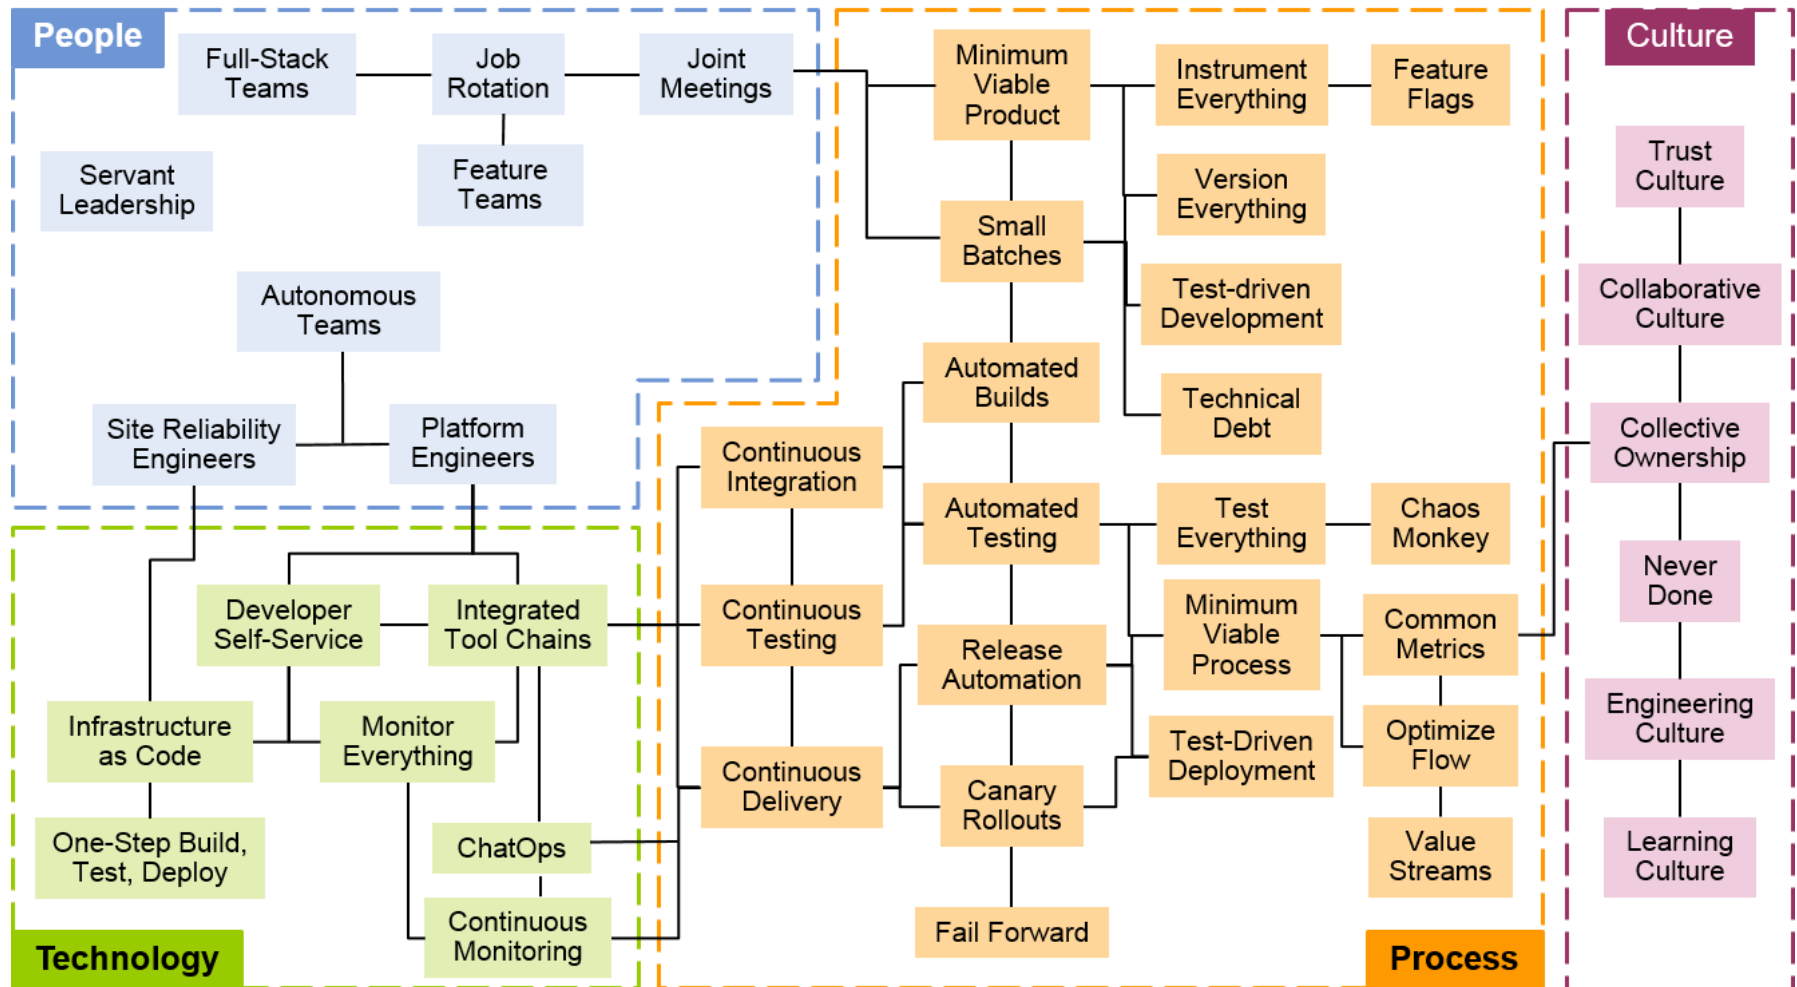 People
Full-Stack
Teams
Job
Rotation
Joint
Meetings
Servant
Leadership
Feature
Teams
Autonomous
Teams
Site Reliability
Engineers
Platform
Engineers
Technology
Developer
Self-Service
Integrated
Tool Chains
Infrastructure
as Code
Monitor
Everything
One-Step Build,
Test, Deploy
ChatOps
Continuous
Monitoring
Process
Minimum
Viable
Product
Instrument
Everything
Feature
Flags
Version
Everything
Small
Batches
Test-driven
Development
Automated
Builds
Technical
Debt
Continuous
Integration
Automated
Testing
Test
Everything
Chaos
Monkey
Continuous
Testing
Minimum
Viable
Process
Common
Metrics
Release
Automation
Optimize
Flow
Test-Driven
Deployment
Continuous
Delivery
Canary
Rollouts
Value
Streams
Fail Forward
Culture
Trust
Culture
Collaborative
Culture
Collective
Ownership
Never
Done
Engineering
Culture
Learning
Culture